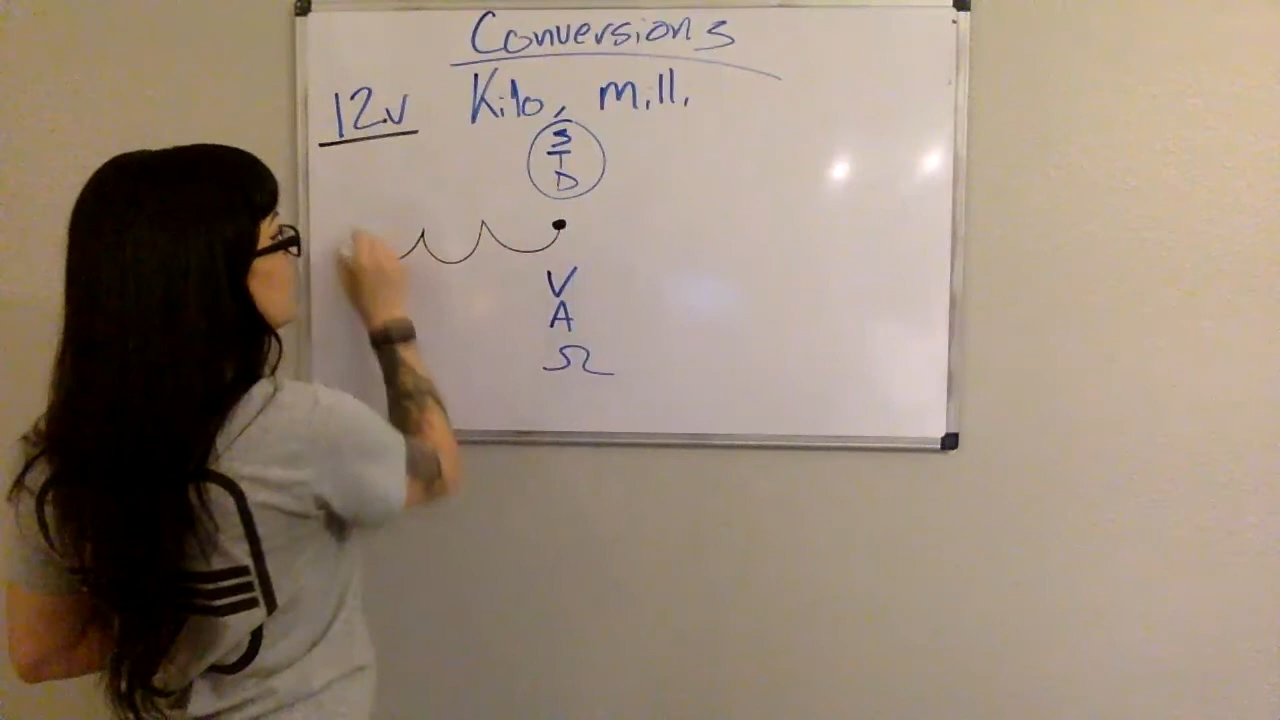 Conversions
12v Kilo, mill.
S
T
D
V
A
Ω